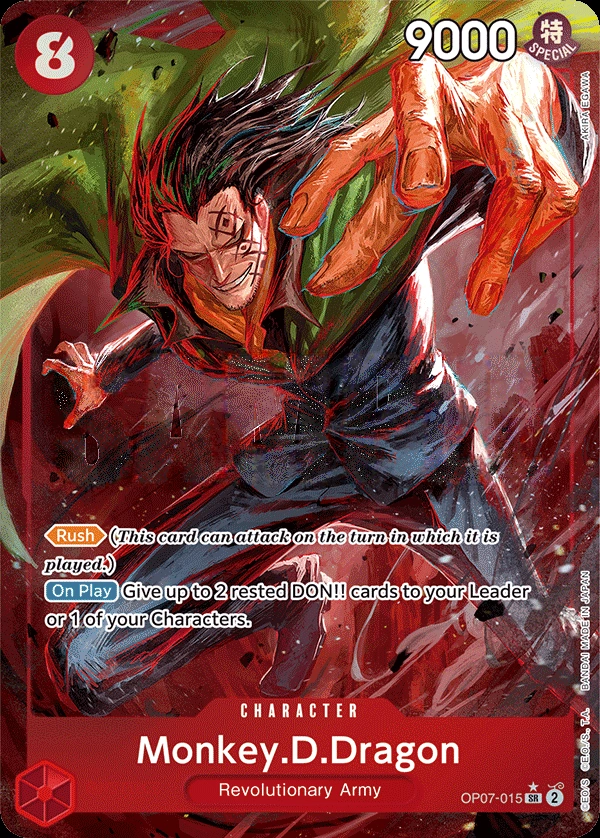 8
9000
特
SPECIAL
AKIRA EGAWA
Rush (This card can attack on the turn in which it is
played.)
On Play Give up to 2 rested DON!! cards to your Leader
or 1 of your Characters.
BANDAI MADE IN JAPAN
©EO/S ©E.O./S., T.A.
CHARACTER
Monkey.D.Dragon
Revolutionary Army
OP07-015 SR 2